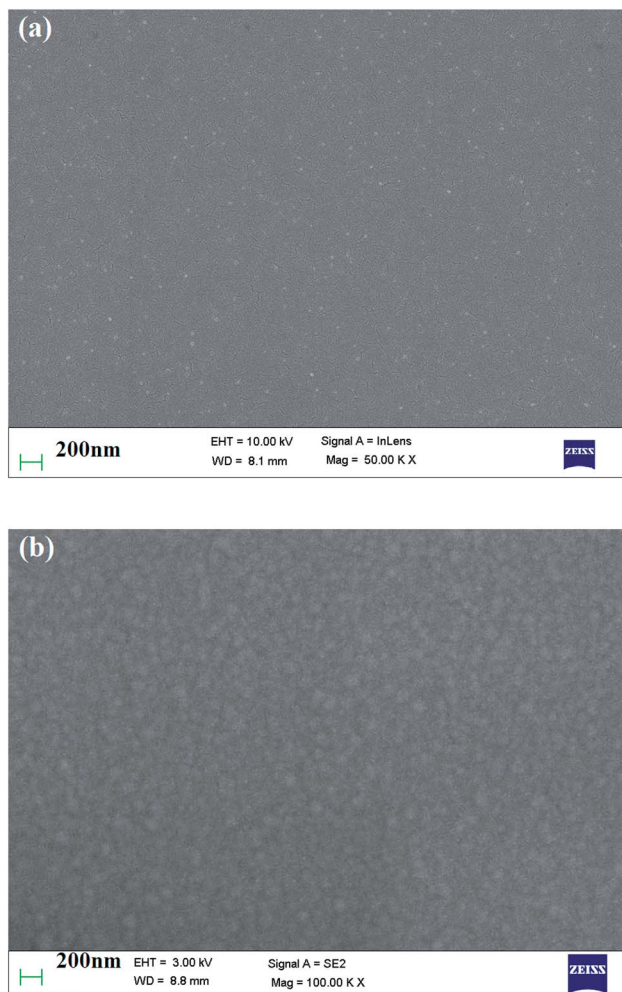 (a)
200nm
EHT = 10.00 kV Signal A = InLens
WD = 8.1 mm Mag = 50.00 K X
ZEISS
(b)
200nm
EHT = 3.00 kV Signal A = SE2
WD = 8.8 mm Mag = 100.00 K X
ZEISS